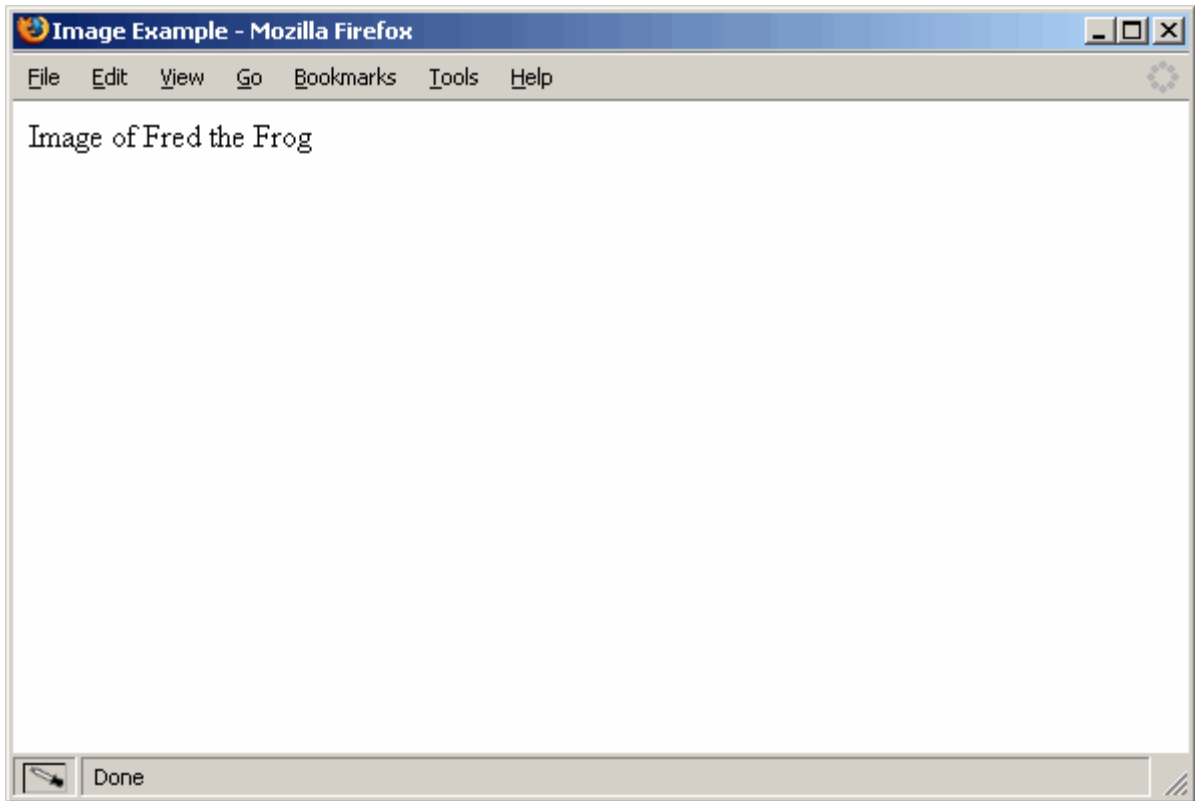 Image Example - Mozilla Firefox
File Edit View Go Bookmarks Tools Help
Image of Fred the Frog
Done